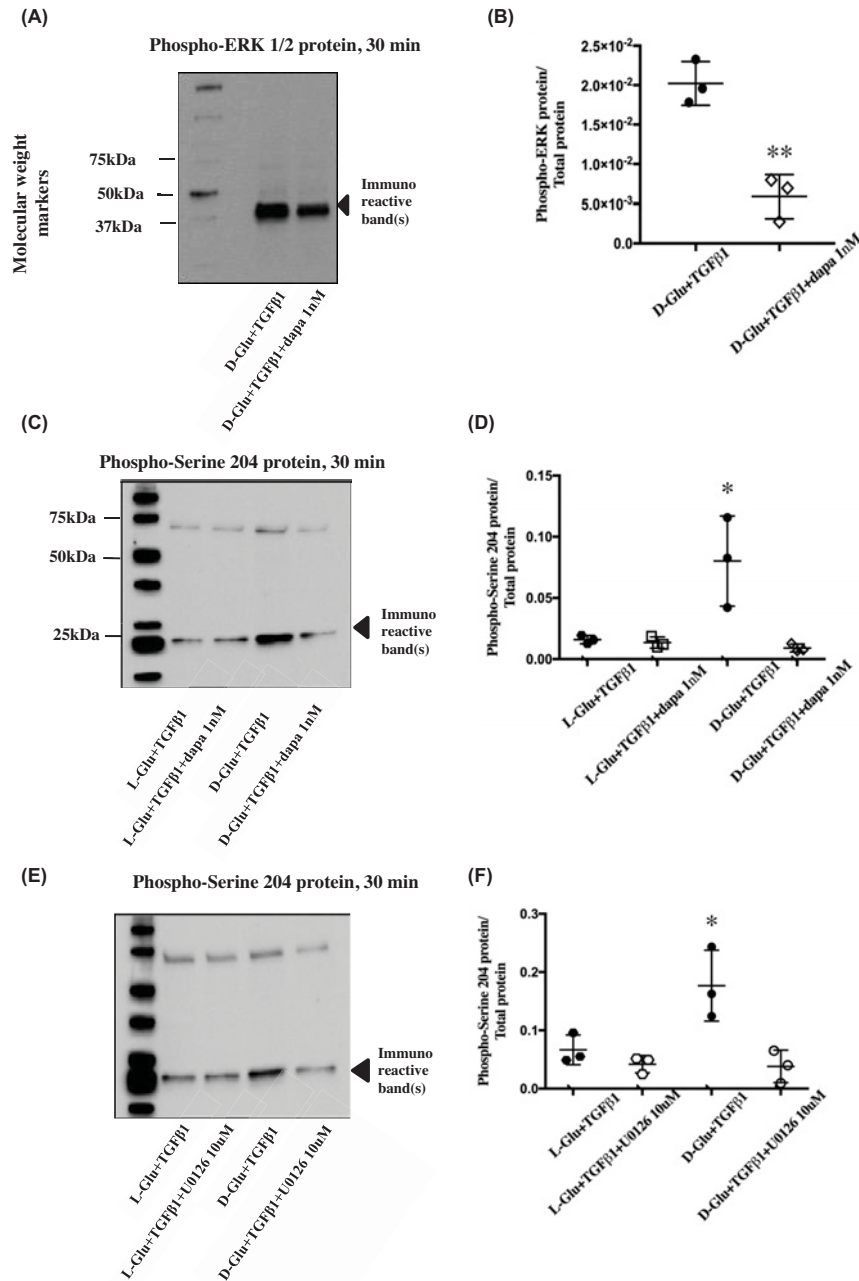 (A)
Phospho-ERK 1/2 protein, 30 min
Molecular weight
markers
75kDa
50kDa
37kDa
Immuno
reactive
band(s)
D-Glu+TGFβ1
D-Glu+TGFβ1+dapa 1nM
(B)
Phospho-ERK protein/
Total protein
2.5×10⁻²
2.0×10⁻²
1.5×10⁻²
1.0×10⁻²
5.0×10⁻³
0.0
**
D-Glu+TGFβ1
D-Glu+TGFβ1+dapa 1nM
(C)
Phospho-Serine 204 protein, 30 min
75kDa
50kDa
25kDa
Immuno
reactive
band(s)
L-Glu+TGFβ1
L-Glu+TGFβ1+dapa 1nM
D-Glu+TGFβ1
D-Glu+TGFβ1+dapa 1nM
(D)
Phospho-Serine 204 protein/
Total protein
0.15
0.10
0.05
0.00
*
L-Glu+TGFβ1
L-Glu+TGFβ1+dapa 1nM
D-Glu+TGFβ1
D-Glu+TGFβ1+dapa 1nM
(E)
Phospho-Serine 204 protein, 30 min
Immuno
reactive
band(s)
L-Glu+TGFβ1
L-Glu+TGFβ1+U0126 10uM
D-Glu+TGFβ1
D-Glu+TGFβ1+U0126 10uM
(F)
Phospho-Serine 204 protein/
Total protein
0.3
0.2
0.1
0.0
*
L-Glu+TGFβ1
L-Glu+TGFβ1+U0126 10uM
D-Glu+TGFβ1
D-Glu+TGFβ1+U0126 10uM